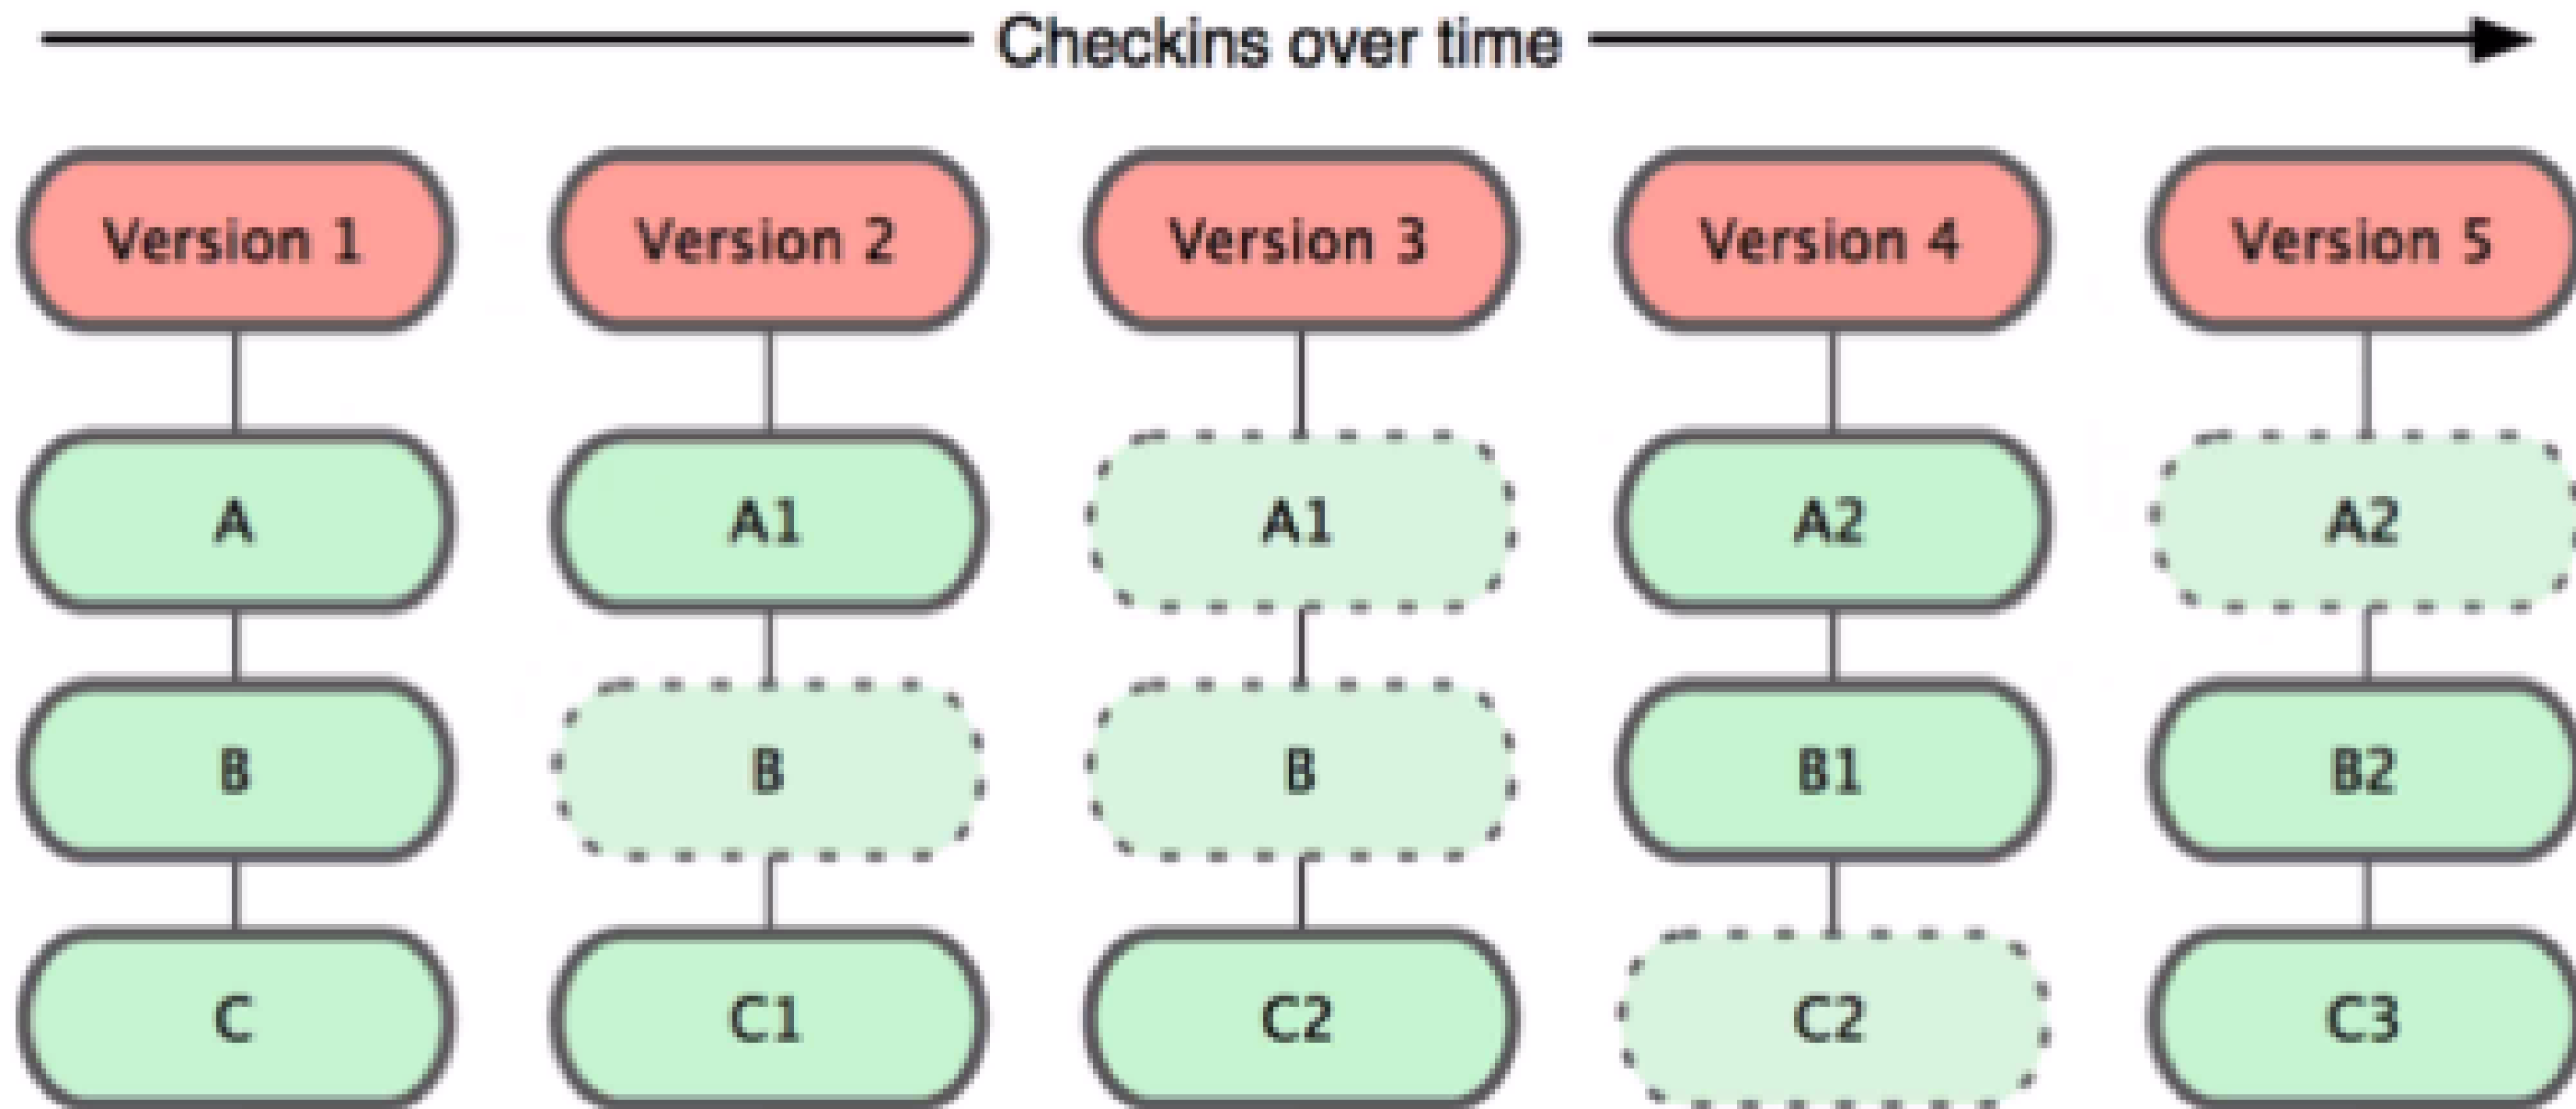 Checkins over time
Version 1 Version 2 Version 3 Version 4 Version 5
A A1 A1 A2 A2
B B B B1 B2
C C1 C2 C2 C3